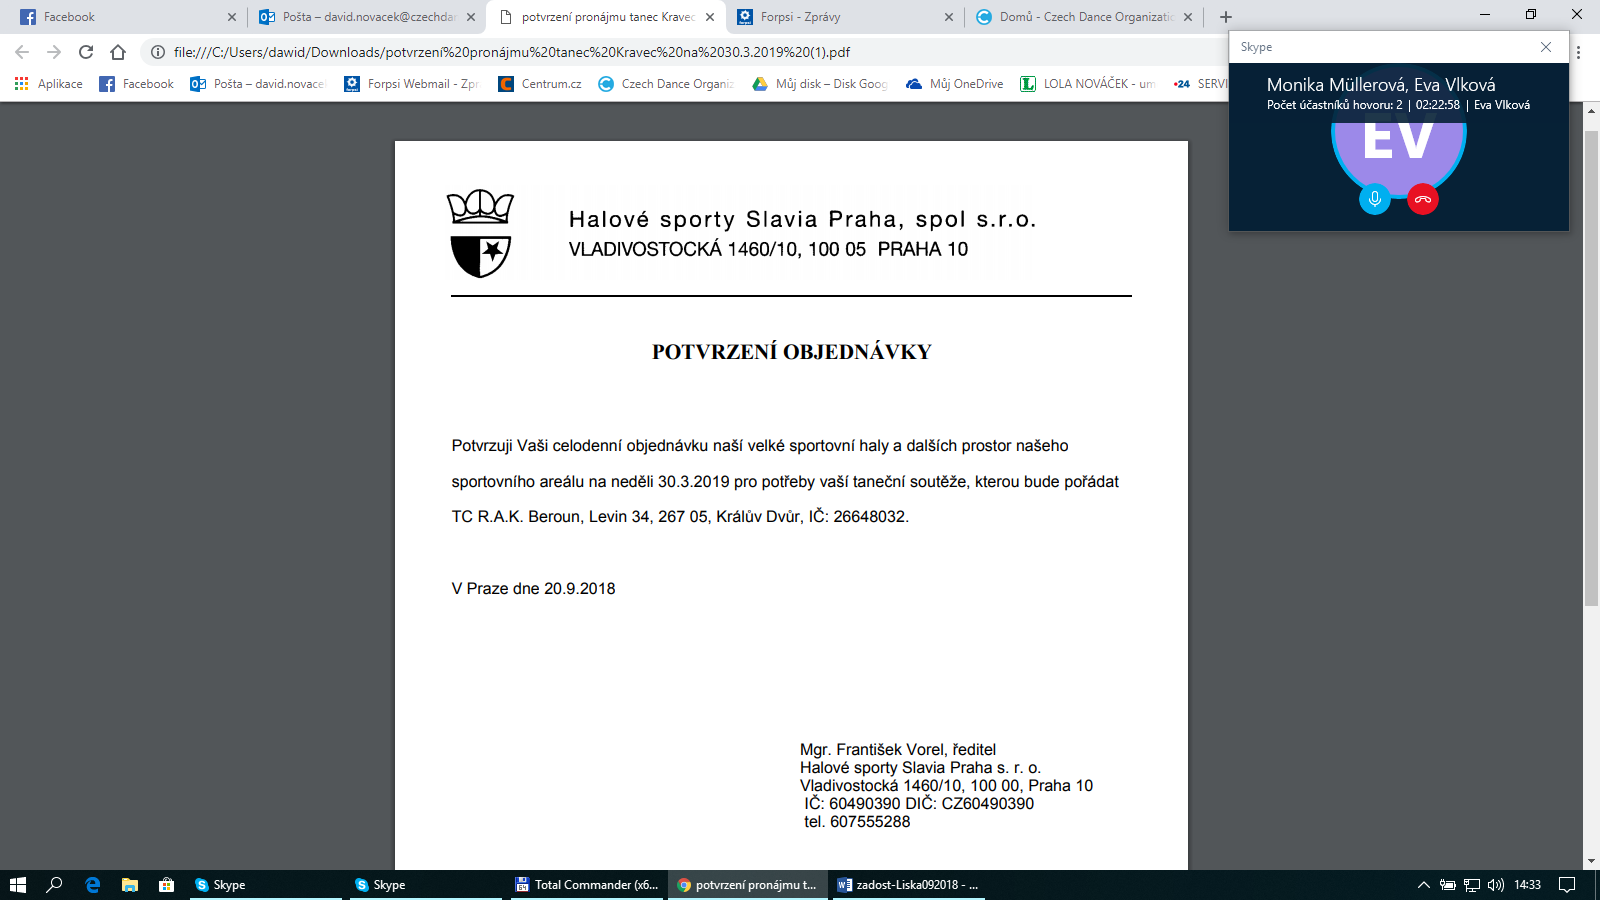 Facebook
Pošta – david.novacek@czechdan
potvrzení pronájmu tanec Kravec
Forpsi - Zprávy
Domů - Czech Dance Organizatio
file:///C:/Users/dawid/Downloads/potvrzení%20pronájmu%20tanec%20Kravec%20na%2030.3.2019%20(1).pdf
Aplikace
Facebook
Pošta – david.novacek
Forpsi Webmail - Zprá
Centrum.cz
Czech Dance Organiz
Můj disk – Disk Goog
Můj OneDrive
LOLA NOVÁČEK - um
24 SERVI
Skype
Monika Müllerová, Eva Vlková
Počet účastníků hovoru: 2 | 02:22:58 | Eva Vlková
EV
Halové sporty Slavia Praha, spol s.r.o.
VLADIVOSTOCKÁ 1460/10, 100 05 PRAHA 10
POTVRZENÍ OBJEDNÁVKY
Potvrzuji Vaši celodenní objednávku naší velké sportovní haly a dalších prostor našeho
sportovního areálu na neděli 30.3.2019 pro potřeby vaší taneční soutěže, kterou bude pořádat
TC R.A.K. Beroun, Levin 34, 267 05, Králův Dvůr, IČ: 26648032.
V Praze dne 20.9.2018
Mgr. František Vorel, ředitel
Halové sporty Slavia Praha s. r. o.
Vladivostocká 1460/10, 100 00, Praha 10
IČ: 60490390 DIČ: CZ60490390
tel. 607555288
Skype
Skype
Total Commander (x6...
potvrzení pronájmu t...
zadost-Liska092018 - ...
14:33